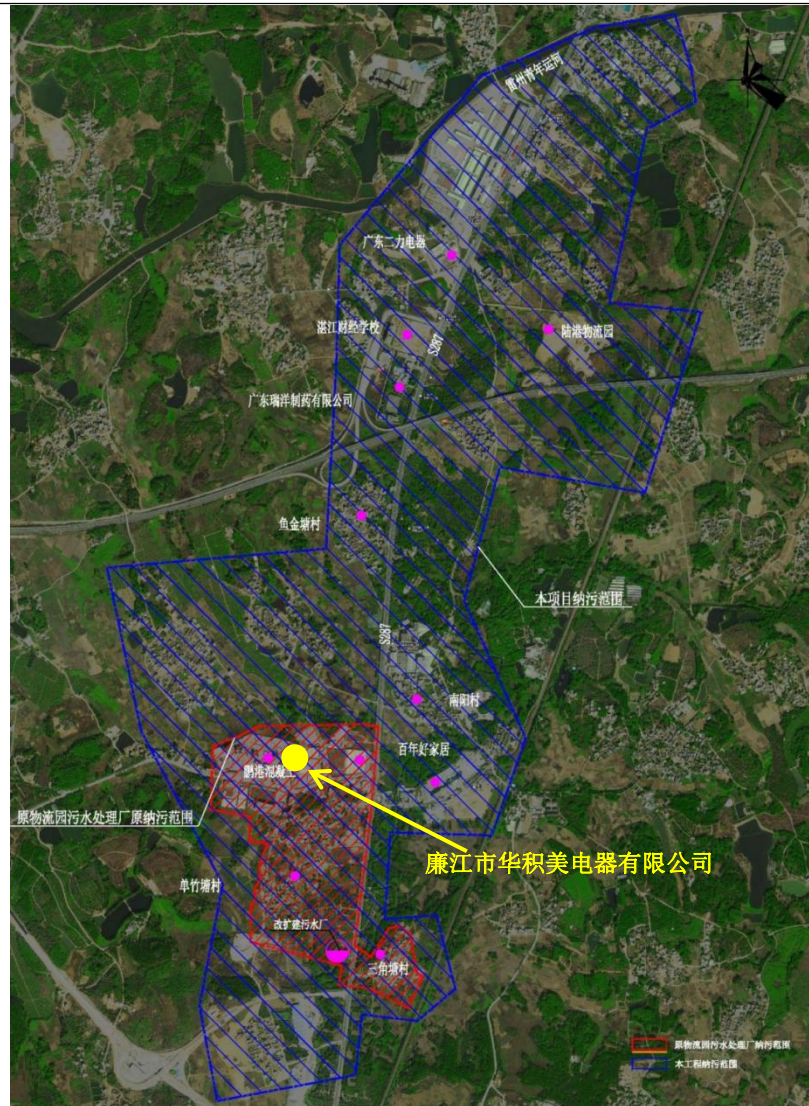 雷州青年运河
广东二力电器
湛江财经学校
S287
陆港物流园
广东瑞洋制药有限公司
鱼金塘村
本项目纳污范围
S287
南阳村
百年好家居
鹏港混凝土
原物流园污水处理厂原纳污范围
廉江市华积美电器有限公司
单竹塘村
改扩建污水厂
三角塘村
原物流园污水处理厂纳污范围
本工程纳污范围